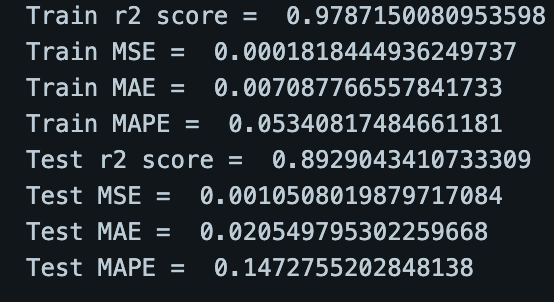 Train r2 score =  0.9787150080953598
Train MSE =  0.0001818444936249737
Train MAE =  0.007087766557841733
Train MAPE =  0.05340817484661181
Test r2 score =  0.8929043410733309
Test MSE =  0.0010508019879717084
Test MAE =  0.020549795302259668
Test MAPE =  0.1472755202848138